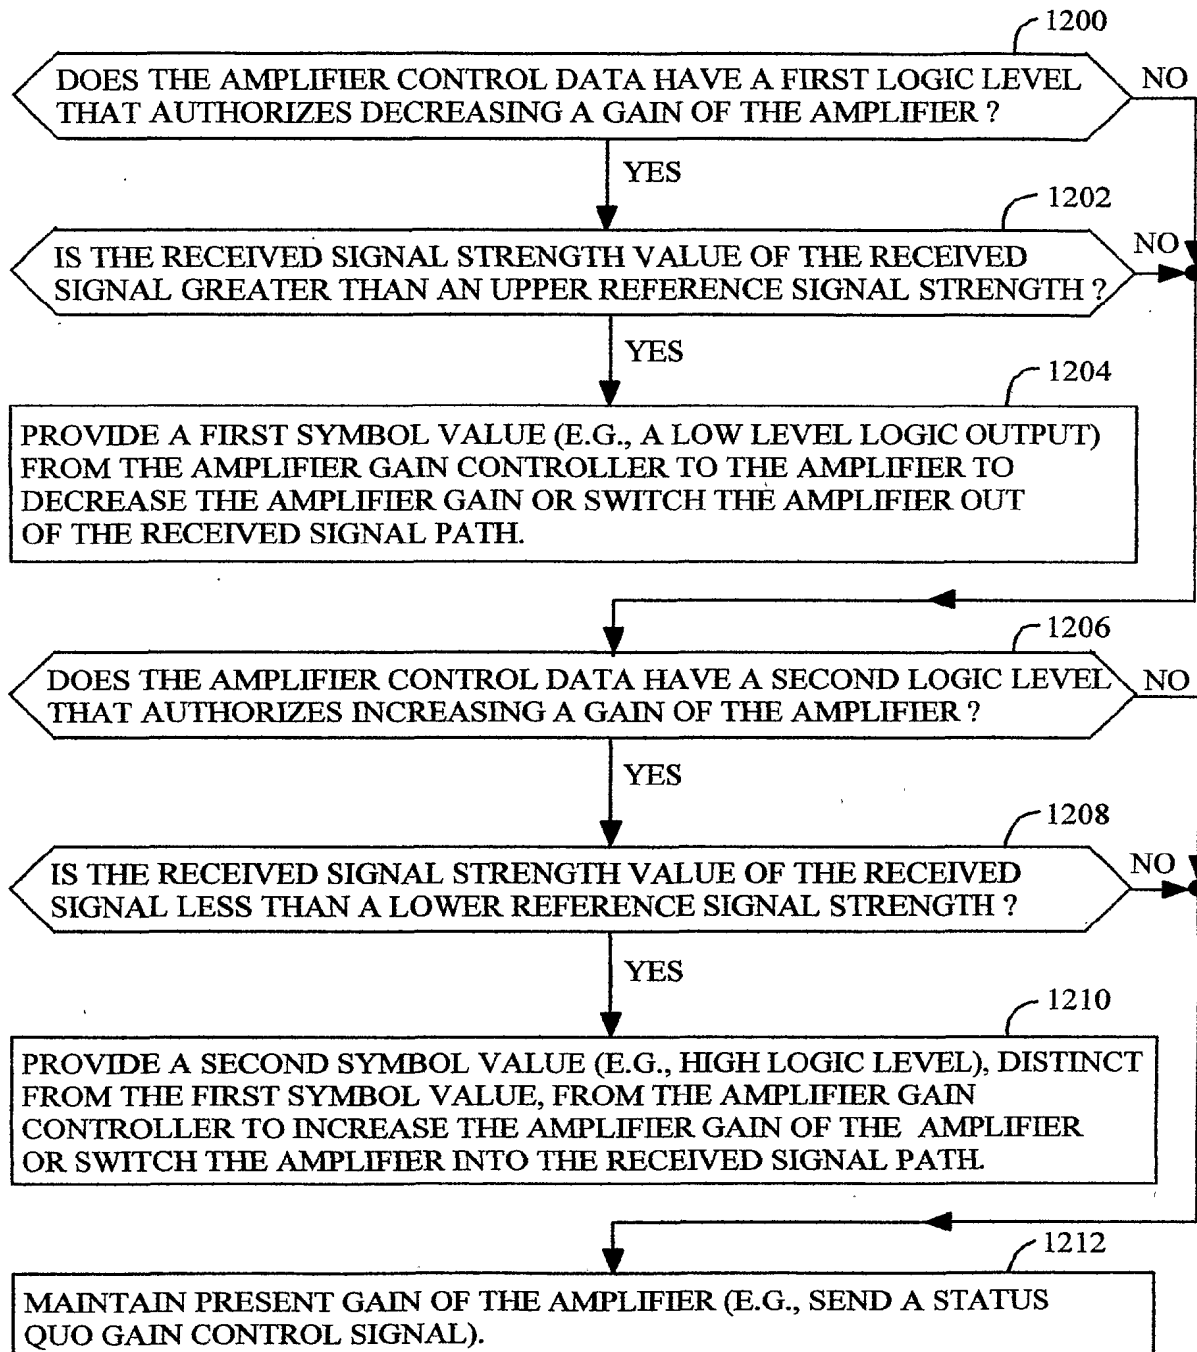 1200
DOES THE AMPLIFIER CONTROL DATA HAVE A FIRST LOGIC LEVEL
THAT AUTHORIZES DECREASING A GAIN OF THE AMPLIFIER ?
NO
YES
1202
IS THE RECEIVED SIGNAL STRENGTH VALUE OF THE RECEIVED
SIGNAL GREATER THAN AN UPPER REFERENCE SIGNAL STRENGTH ?
NO
YES
1204
PROVIDE A FIRST SYMBOL VALUE (E.G., A LOW LEVEL LOGIC OUTPUT)
FROM THE AMPLIFIER GAIN CONTROLLER TO THE AMPLIFIER TO
DECREASE THE AMPLIFIER GAIN OR SWITCH THE AMPLIFIER OUT
OF THE RECEIVED SIGNAL PATH.
1206
DOES THE AMPLIFIER CONTROL DATA HAVE A SECOND LOGIC LEVEL
THAT AUTHORIZES INCREASING A GAIN OF THE AMPLIFIER ?
NO
YES
1208
IS THE RECEIVED SIGNAL STRENGTH VALUE OF THE RECEIVED
SIGNAL LESS THAN A LOWER REFERENCE SIGNAL STRENGTH ?
NO
YES
1210
PROVIDE A SECOND SYMBOL VALUE (E.G., HIGH LOGIC LEVEL), DISTINCT
FROM THE FIRST SYMBOL VALUE, FROM THE AMPLIFIER GAIN
CONTROLLER TO INCREASE THE AMPLIFIER GAIN OF THE AMPLIFIER
OR SWITCH THE AMPLIFIER INTO THE RECEIVED SIGNAL PATH.
1212
MAINTAIN PRESENT GAIN OF THE AMPLIFIER (E.G., SEND A STATUS
QUO GAIN CONTROL SIGNAL).